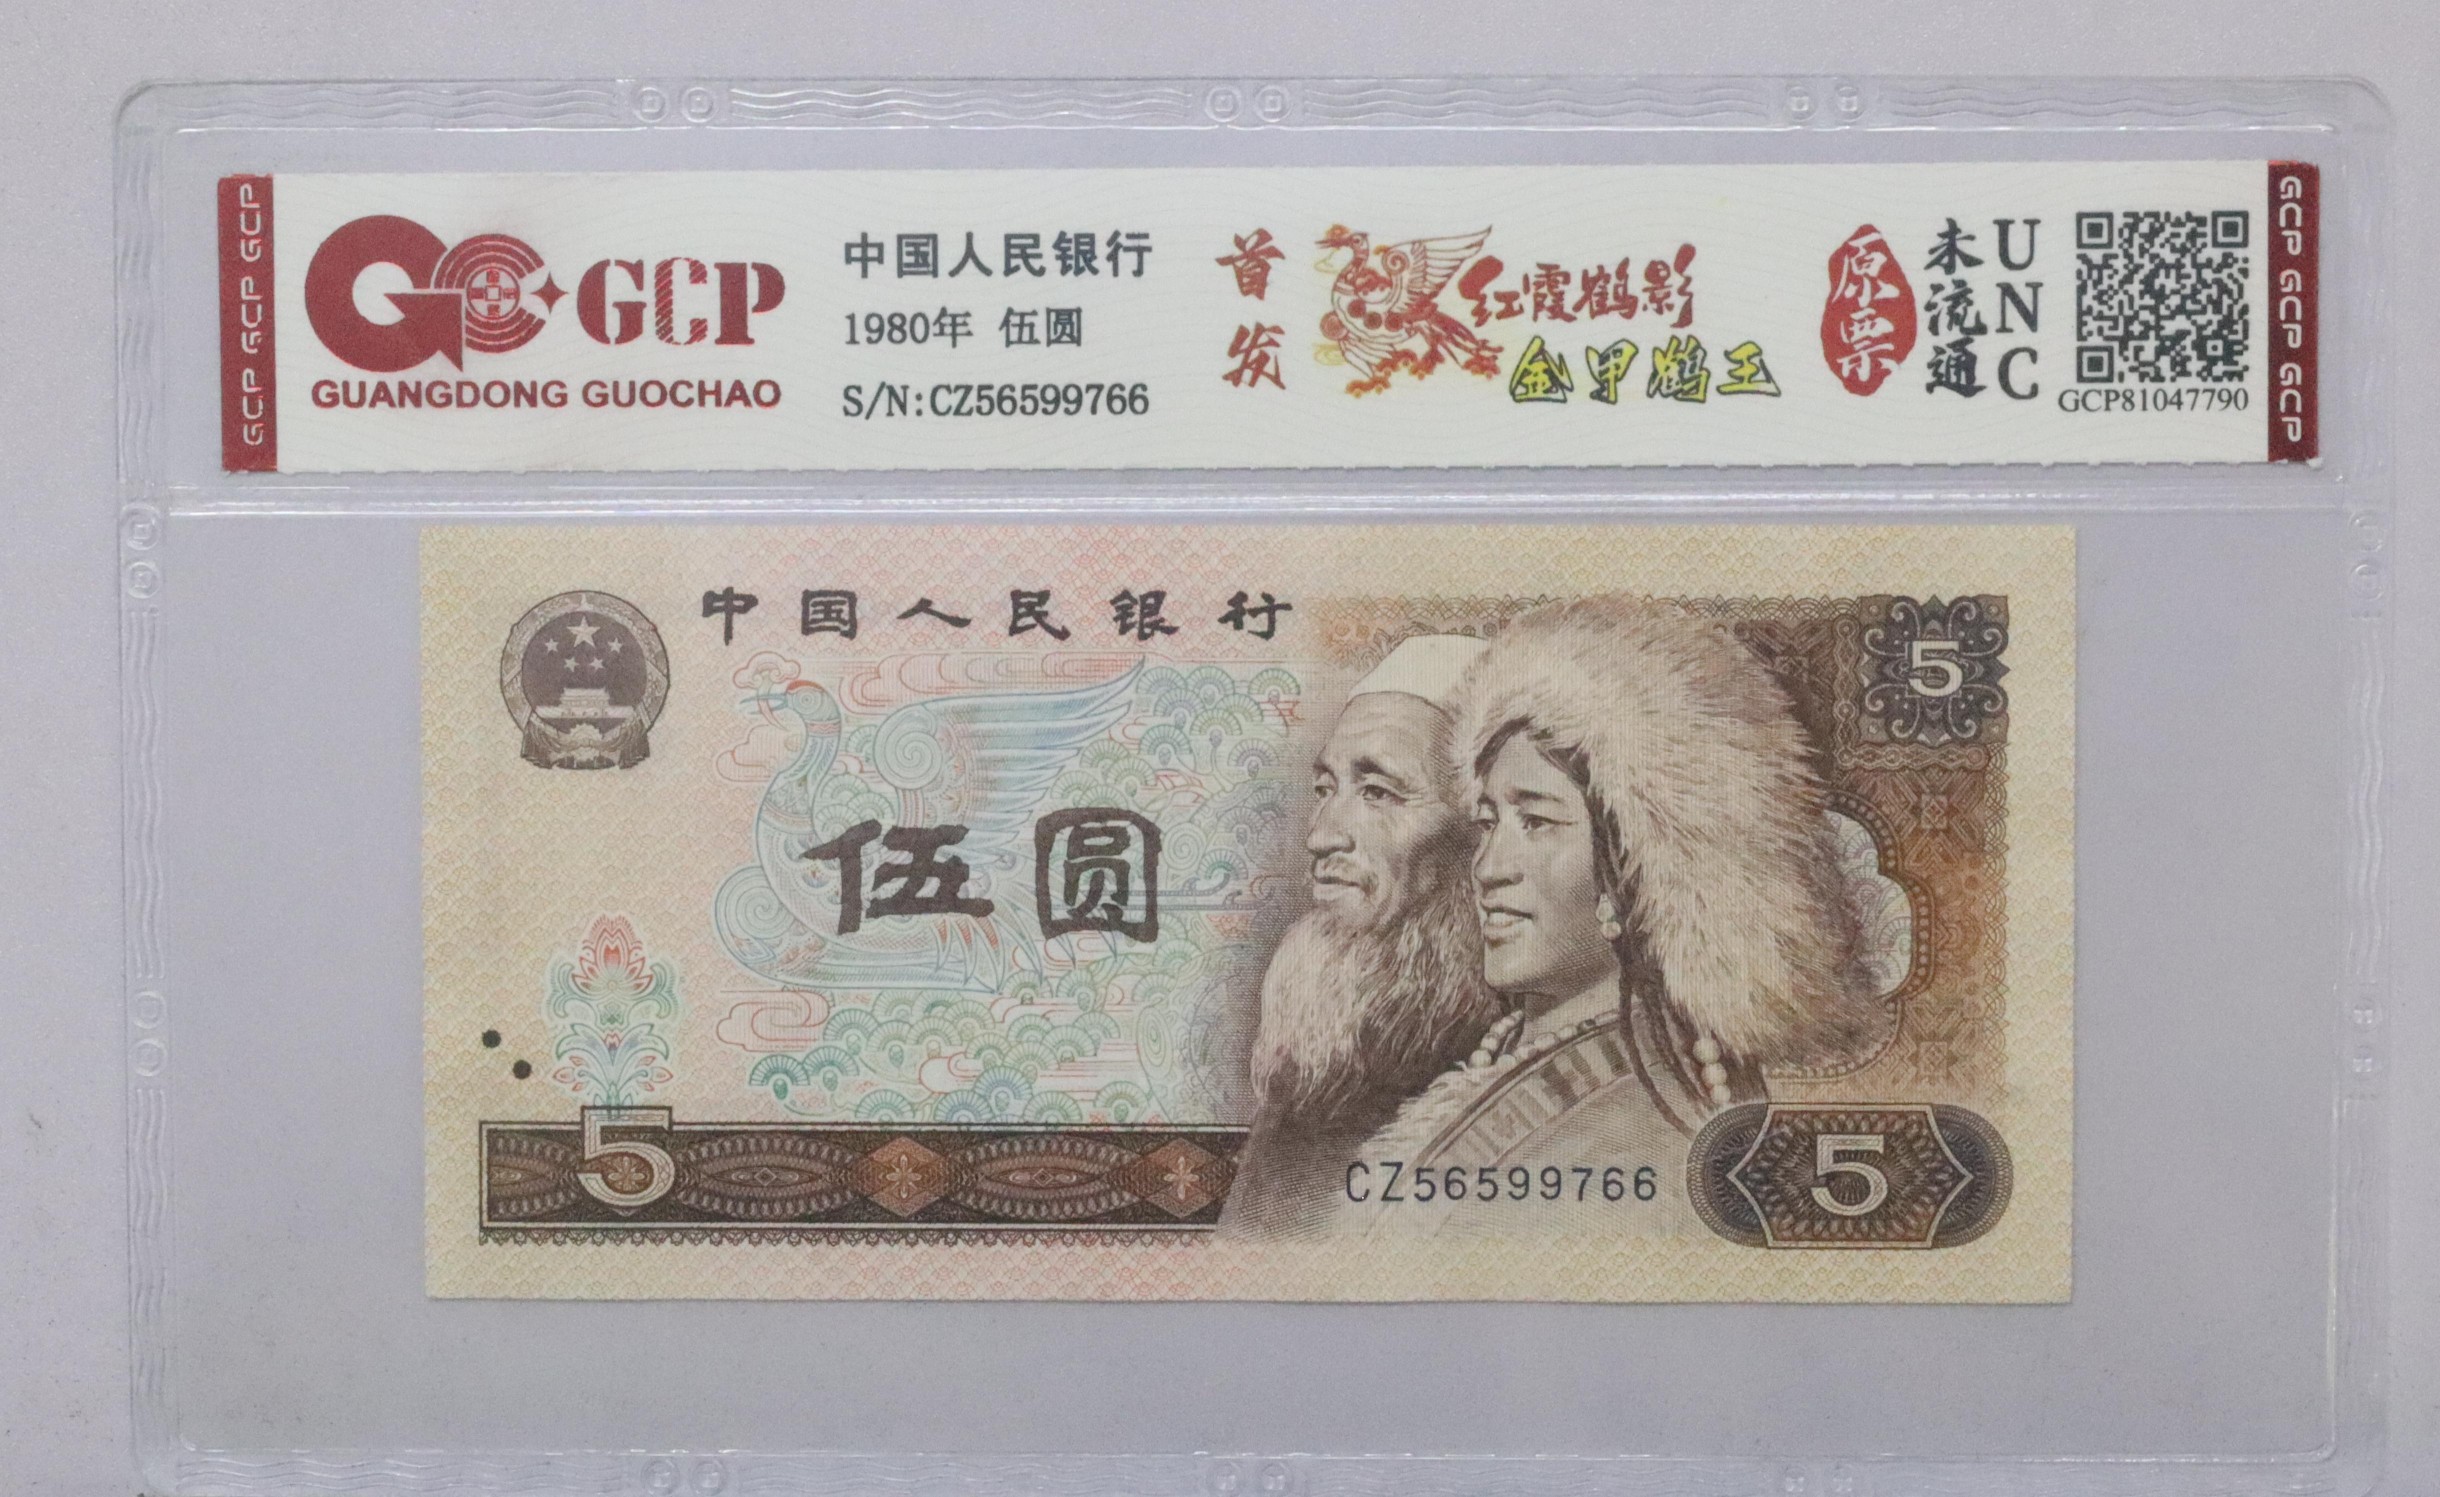 GCP GCP GCP
GCP
GUANGDONG GUOCHAO
中国人民银行
1980年 伍圆
S/N:CZ56599766
首发
红霞鹤影
金甲鹤王
原票
未流通
UNC
GCP81047790
GCP GCP GCP
中国人民银行
5
伍圆
5
CZ56599766
5